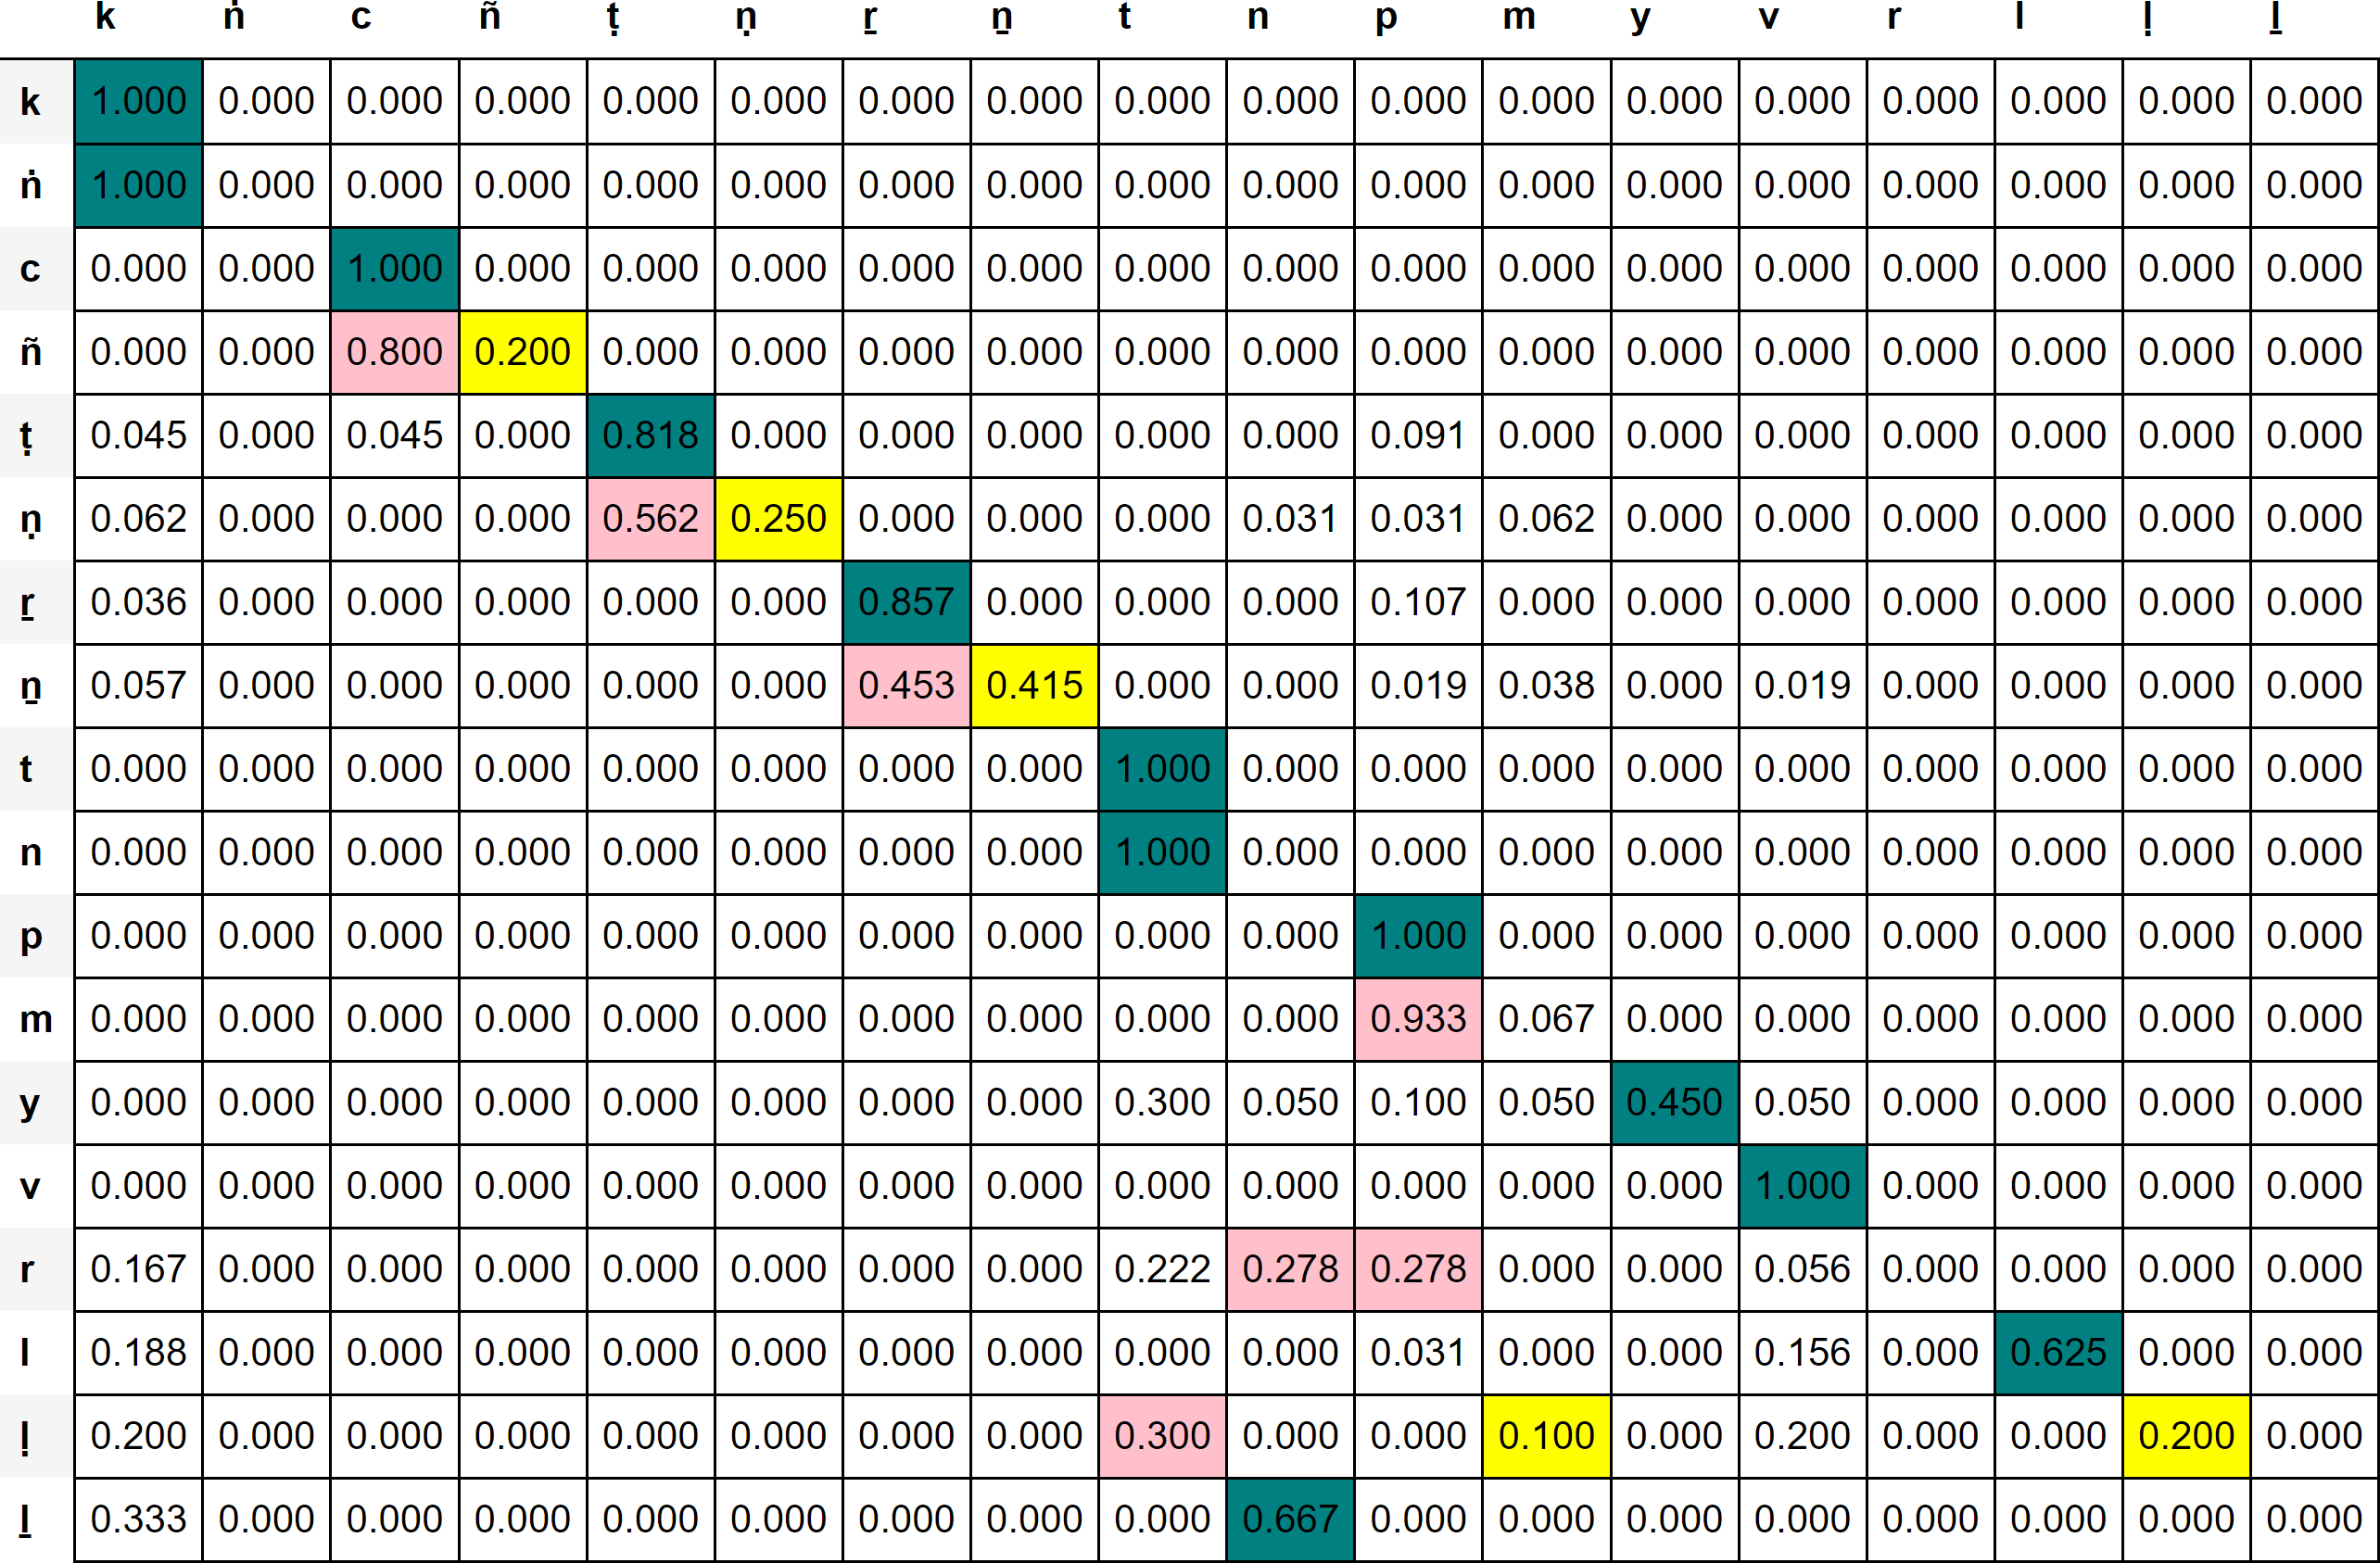 k ṅ c ñ ṭ ṇ ṟ ṉ t n p m y v r l ḷ ḻ
k 1.000 0.000 0.000 0.000 0.000 0.000 0.000 0.000 0.000 0.000 0.000 0.000 0.000 0.000 0.000 0.000 0.000 0.000
ṅ 1.000 0.000 0.000 0.000 0.000 0.000 0.000 0.000 0.000 0.000 0.000 0.000 0.000 0.000 0.000 0.000 0.000 0.000
c 0.000 0.000 1.000 0.000 0.000 0.000 0.000 0.000 0.000 0.000 0.000 0.000 0.000 0.000 0.000 0.000 0.000 0.000
ñ 0.000 0.000 0.800 0.200 0.000 0.000 0.000 0.000 0.000 0.000 0.000 0.000 0.000 0.000 0.000 0.000 0.000 0.000
ṭ 0.045 0.000 0.045 0.000 0.818 0.000 0.000 0.000 0.000 0.000 0.091 0.000 0.000 0.000 0.000 0.000 0.000 0.000
ṇ 0.062 0.000 0.000 0.000 0.562 0.250 0.000 0.000 0.000 0.031 0.031 0.062 0.000 0.000 0.000 0.000 0.000 0.000
ṟ 0.036 0.000 0.000 0.000 0.000 0.000 0.857 0.000 0.000 0.000 0.107 0.000 0.000 0.000 0.000 0.000 0.000 0.000
ṉ 0.057 0.000 0.000 0.000 0.000 0.000 0.453 0.415 0.000 0.000 0.019 0.038 0.000 0.019 0.000 0.000 0.000 0.000
t 0.000 0.000 0.000 0.000 0.000 0.000 0.000 0.000 1.000 0.000 0.000 0.000 0.000 0.000 0.000 0.000 0.000 0.000
n 0.000 0.000 0.000 0.000 0.000 0.000 0.000 0.000 1.000 0.000 0.000 0.000 0.000 0.000 0.000 0.000 0.000 0.000
p 0.000 0.000 0.000 0.000 0.000 0.000 0.000 0.000 0.000 0.000 1.000 0.000 0.000 0.000 0.000 0.000 0.000 0.000
m 0.000 0.000 0.000 0.000 0.000 0.000 0.000 0.000 0.000 0.000 0.933 0.067 0.000 0.000 0.000 0.000 0.000 0.000
y 0.000 0.000 0.000 0.000 0.000 0.000 0.000 0.000 0.300 0.050 0.100 0.050 0.450 0.050 0.000 0.000 0.000 0.000
v 0.000 0.000 0.000 0.000 0.000 0.000 0.000 0.000 0.000 0.000 0.000 0.000 0.000 1.000 0.000 0.000 0.000 0.000
r 0.167 0.000 0.000 0.000 0.000 0.000 0.000 0.000 0.222 0.278 0.278 0.000 0.000 0.056 0.000 0.000 0.000 0.000
l 0.188 0.000 0.000 0.000 0.000 0.000 0.000 0.000 0.000 0.000 0.031 0.000 0.000 0.156 0.000 0.625 0.000 0.000
ḷ 0.200 0.000 0.000 0.000 0.000 0.000 0.000 0.000 0.300 0.000 0.000 0.100 0.000 0.200 0.000 0.000 0.200 0.000
ḻ 0.333 0.000 0.000 0.000 0.000 0.000 0.000 0.000 0.000 0.667 0.000 0.000 0.000 0.000 0.000 0.000 0.000 0.000